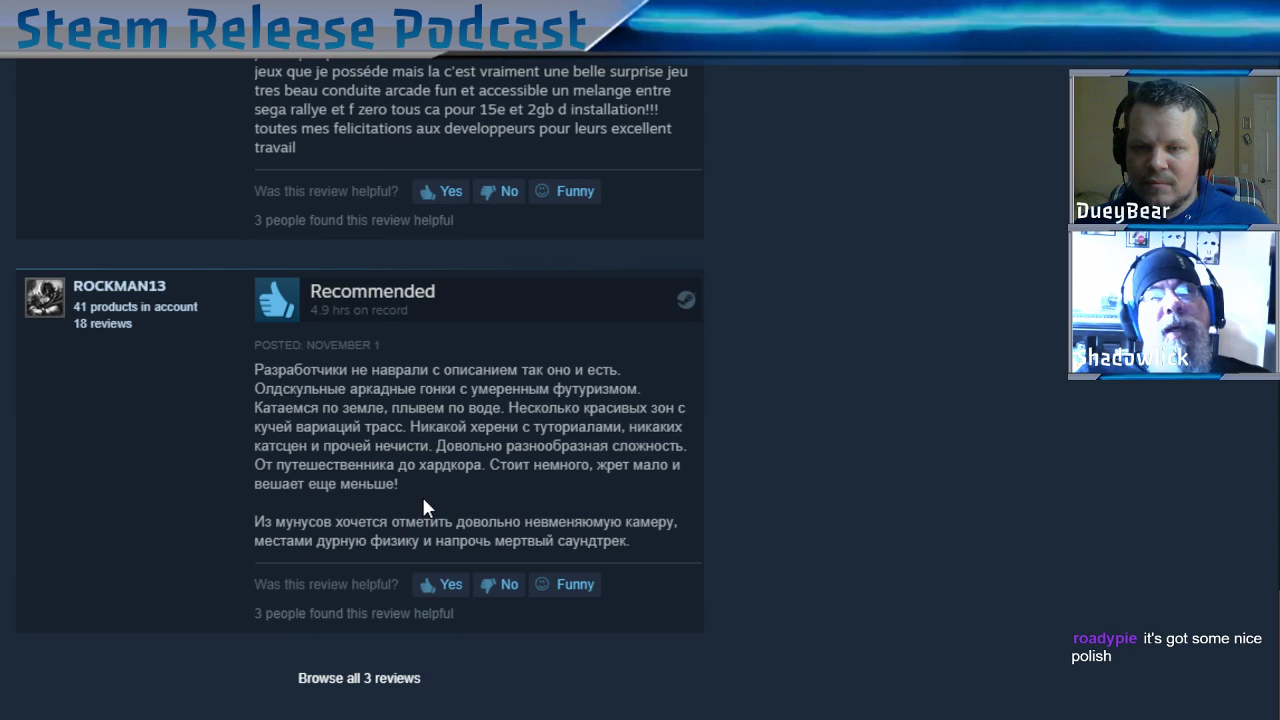 Steam Release Podcast
jeux que je posséde mais la c'est vraiment une belle surprise jeu
tres beau conduite arcade fun et accessible un melange entre
sega rallye et f zero tous ca pour 15e et 2gb d installation!!!
toutes mes felicitations aux developpeurs pour leurs excellent
travail
Was this review helpful? Yes No Funny
3 people found this review helpful
ROCKMAN13
41 products in account
18 reviews
Recommended
4.9 hrs on record
POSTED: NOVEMBER 1
Разработчики не наврали с описанием так оно и есть.
Олдскульные аркадные гонки с умеренным футуризмом.
Катаемся по земле, плывем по воде. Несколько красивых зон с
кучей вариаций трасс. Никакой херени с туториалами, никаких
катсцен и прочей нечисти. Довольно разнообразная сложность.
От путешественника до хардкора. Стоит немного, жрет мало и
вешает еще меньше!
Из мунусов хочется отметить довольно невменяюмую камеру,
местами дурную физику и напрочь мертвый саундтрек.
Was this review helpful? Yes No Funny
3 people found this review helpful
Browse all 3 reviews
DueyBear
Shadowlick
roadypie it's got some nice
polish